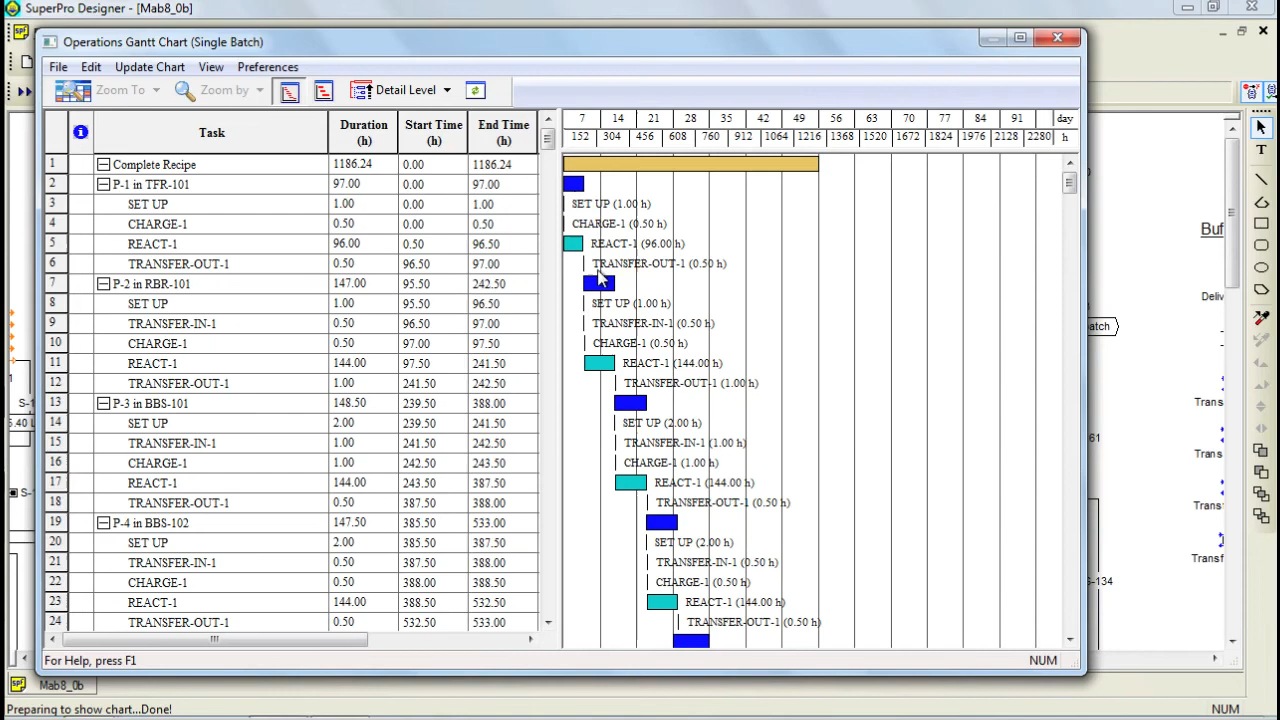 SuperPro Designer - [Mab8_0b]
Operations Gantt Chart (Single Batch)
File Edit Update Chart View Preferences
Zoom To Zoom by Detail Level
Task Duration (h) Start Time (h) End Time (h)
7 14 21 28 35 42 49 56 63 70 77 84 91 day
152 304 456 608 760 912 1064 1216 1368 1520 1672 1824 1976 2128 2280 h
1 Complete Recipe 1186.24 0.00 1186.24
2 P-1 in TFR-101 97.00 0.00 97.00
3 SET UP 1.00 0.00 1.00 SET UP (1.00 h)
4 CHARGE-1 0.50 0.00 0.50 CHARGE-1 (0.50 h)
5 REACT-1 96.00 0.50 96.50 REACT-1 (96.00 h)
6 TRANSFER-OUT-1 0.50 96.50 97.00 TRANSFER-OUT-1 (0.50 h)
7 P-2 in RBR-101 147.00 95.50 242.50
8 SET UP 1.00 95.50 96.50 SET UP (1.00 h)
9 TRANSFER-IN-1 0.50 96.50 97.00 TRANSFER-IN-1 (0.50 h)
10 CHARGE-1 0.50 97.00 97.50 CHARGE-1 (0.50 h)
11 REACT-1 144.00 97.50 241.50 REACT-1 (144.00 h)
12 TRANSFER-OUT-1 1.00 241.50 242.50 TRANSFER-OUT-1 (1.00 h)
13 P-3 in BBS-101 148.50 239.50 388.00
14 SET UP 2.00 239.50 241.50 SET UP (2.00 h)
15 TRANSFER-IN-1 1.00 241.50 242.50 TRANSFER-IN-1 (1.00 h)
16 CHARGE-1 1.00 242.50 243.50 CHARGE-1 (1.00 h)
17 REACT-1 144.00 243.50 387.50 REACT-1 (144.00 h)
18 TRANSFER-OUT-1 0.50 387.50 388.00 TRANSFER-OUT-1 (0.50 h)
19 P-4 in BBS-102 147.50 385.50 533.00
20 SET UP 2.00 385.50 387.50 SET UP (2.00 h)
21 TRANSFER-IN-1 0.50 387.50 388.00 TRANSFER-IN-1 (0.50 h)
22 CHARGE-1 0.50 388.00 388.50 CHARGE-1 (0.50 h)
23 REACT-1 144.00 388.50 532.50 REACT-1 (144.00 h)
24 TRANSFER-OUT-1 0.50 532.50 533.00 TRANSFER-OUT-1 (0.50 h)
For Help, press F1 NUM
Buf
Deliv
atch
Trans
61
Trans
Trans
Trans
Transf
S-134
S-1
5.40 L
S-
Mab8_0b
Preparing to show chart...Done! NUM